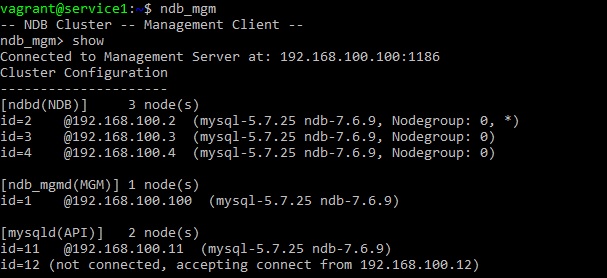 vagrant@service1:~$ ndb_mgm
-- NDB Cluster -- Management Client --
ndb_mgm> show
Connected to Management Server at: 192.168.100.100:1186
Cluster Configuration
---------------------
[ndbd(NDB)]     3 node(s)
id=2    @192.168.100.2  (mysql-5.7.25 ndb-7.6.9, Nodegroup: 0, *)
id=3    @192.168.100.3  (mysql-5.7.25 ndb-7.6.9, Nodegroup: 0)
id=4    @192.168.100.4  (mysql-5.7.25 ndb-7.6.9, Nodegroup: 0)
[ndb_mgmd(MGM)] 1 node(s)
id=1    @192.168.100.100  (mysql-5.7.25 ndb-7.6.9)
[mysqld(API)]   2 node(s)
id=11   @192.168.100.11  (mysql-5.7.25 ndb-7.6.9)
id=12 (not connected, accepting connect from 192.168.100.12)